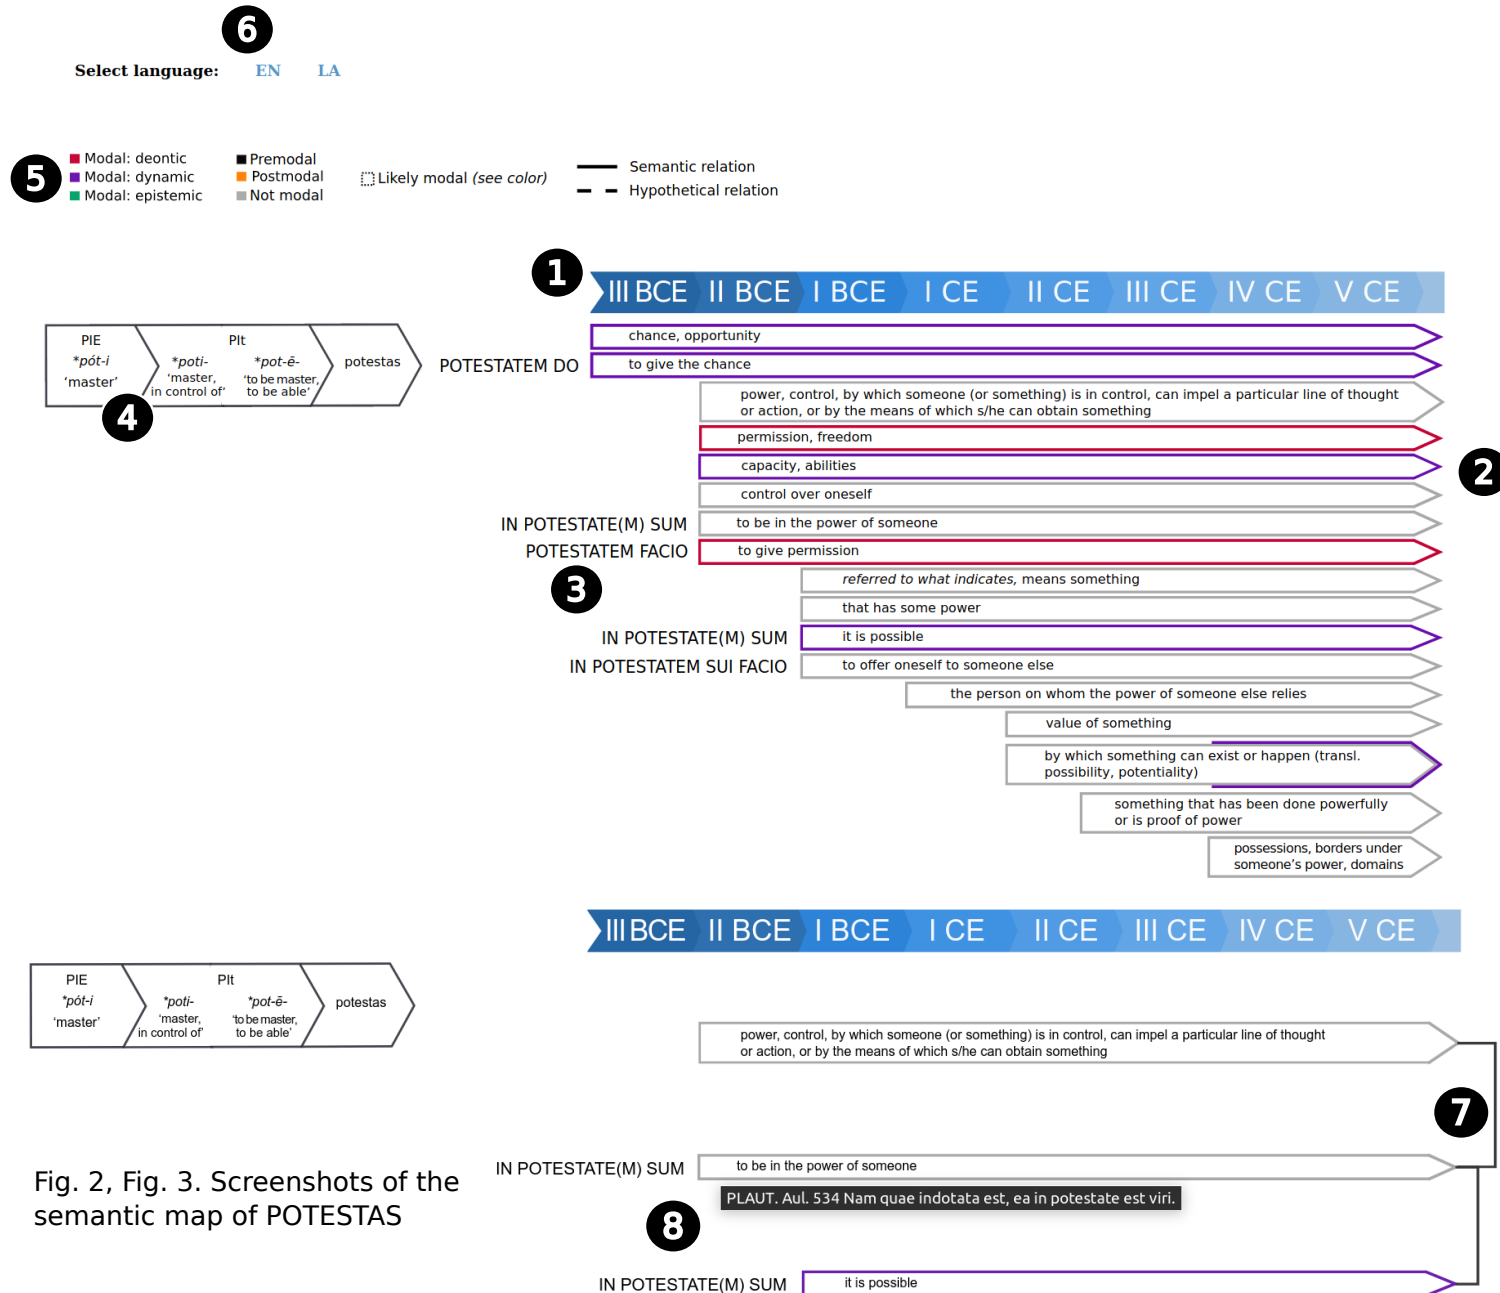 6
Select language: EN LA
5
Modal: deontic
Modal: dynamic
Modal: epistemic
Premodal
Postmodal
Not modal
Likely modal (see color)
Semantic relation
Hypothetical relation
1
III BCE II BCE I BCE I CE II CE III CE IV CE V CE
PIE
*pót-i
‘master’
PIt
*poti-
‘master,
in control of’
*pot-ē-
‘to be master,
to be able’
potestas
4
chance, opportunity
POTESTATEM DO to give the chance
power, control, by which someone (or something) is in control, can impel a particular line of thought
or action, or by the means of which s/he can obtain something
permission, freedom
capacity, abilities
2
control over oneself
IN POTESTATE(M) SUM to be in the power of someone
POTESTATEM FACIO to give permission
3
referred to what indicates, means something
that has some power
IN POTESTATE(M) SUM it is possible
IN POTESTATEM SUI FACIO to offer oneself to someone else
the person on whom the power of someone else relies
value of something
by which something can exist or happen (transl.
possibility, potentiality)
something that has been done powerfully
or is proof of power
possessions, borders under
someone’s power, domains
III BCE II BCE I BCE I CE II CE III CE IV CE V CE
PIE
*pót-i
‘master’
PIt
*poti-
‘master,
in control of’
*pot-ē-
‘to be master,
to be able’
potestas
power, control, by which someone (or something) is in control, can impel a particular line of thought
or action, or by the means of which s/he can obtain something
7
IN POTESTATE(M) SUM to be in the power of someone
PLAUT. Aul. 534 Nam quae indotata est, ea in potestate est viri.
8
IN POTESTATE(M) SUM it is possible
Fig. 2, Fig. 3. Screenshots of the
semantic map of POTESTAS